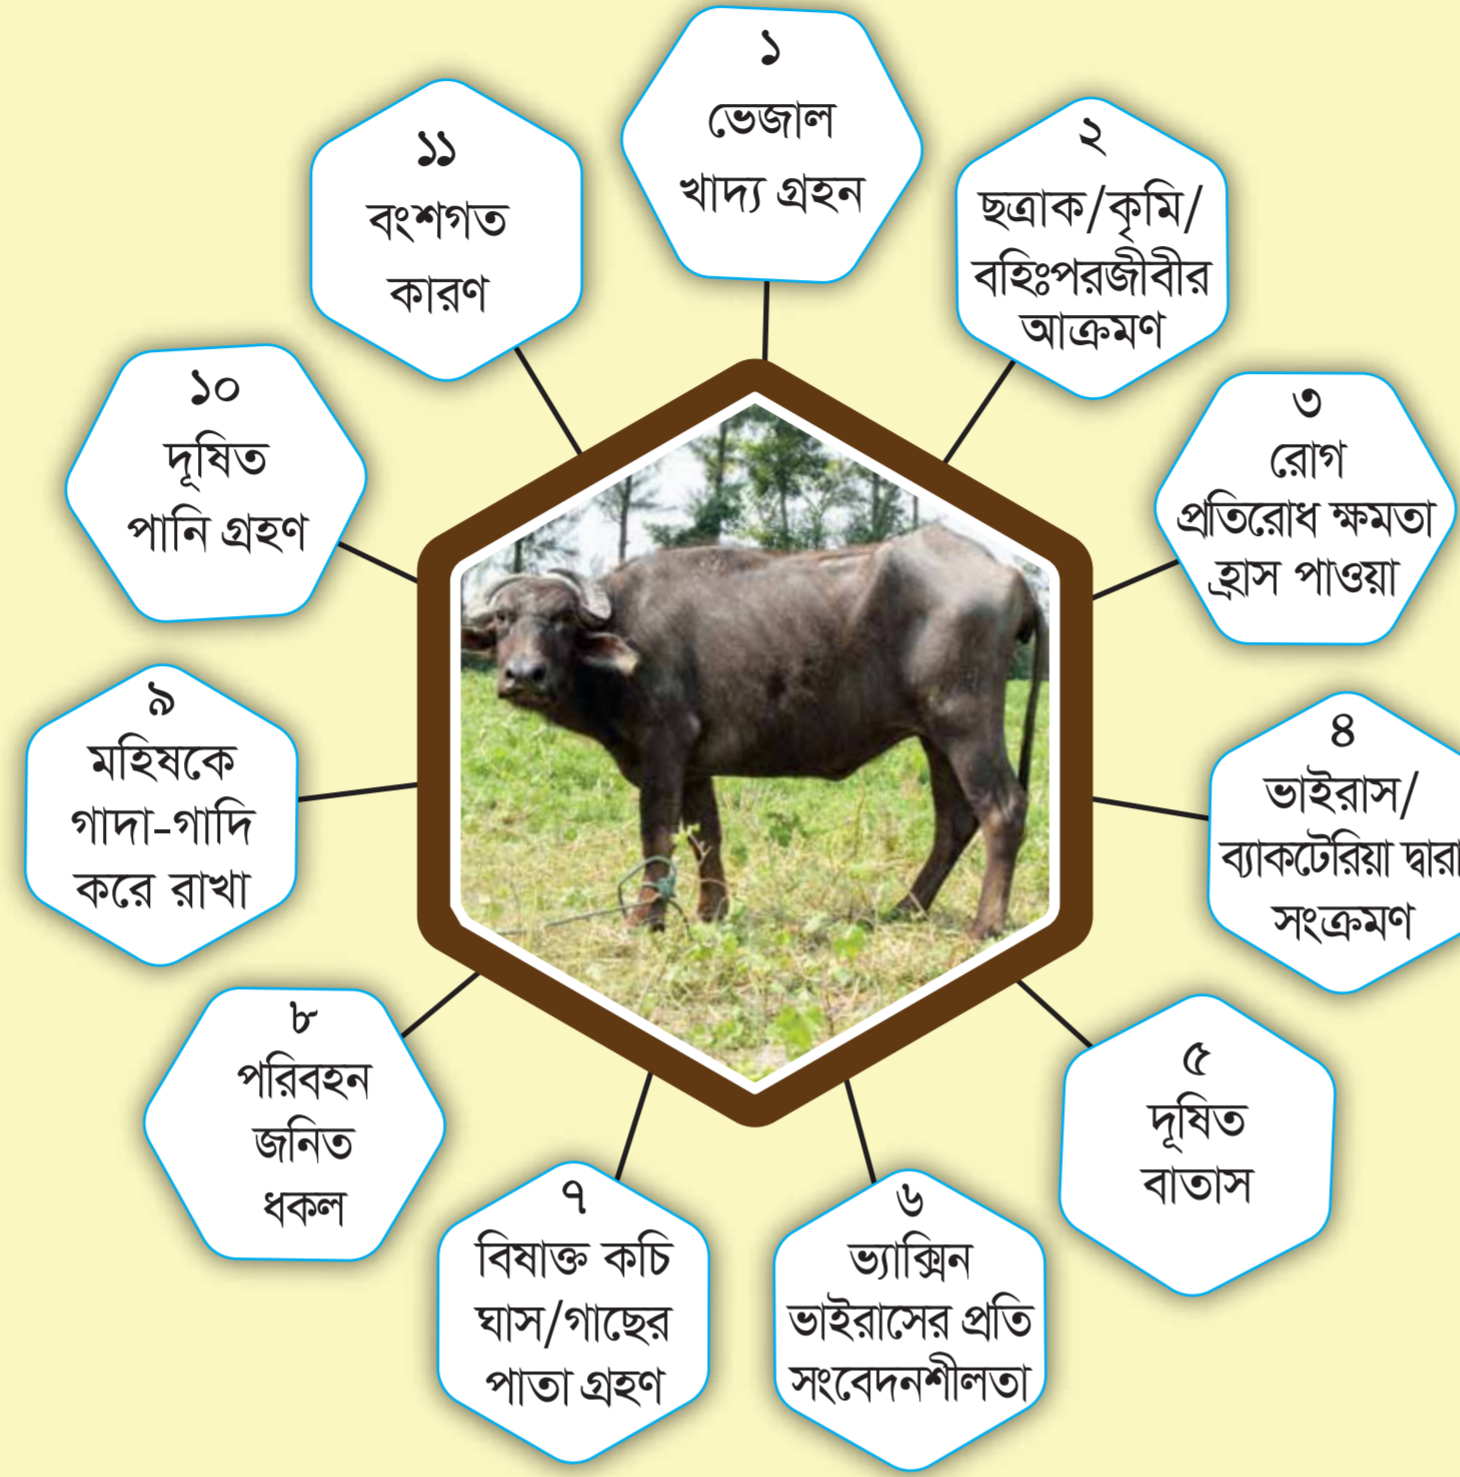 ১
ভেজাল
খাদ্য গ্রহন
২
ছত্রাক/কৃমি/
বহিঃপরজীবীর
আক্রমণ
৩
রোগ
প্রতিরোধ ক্ষমতা
হ্রাস পাওয়া
৪
ভাইরাস/
ব্যাকটেরিয়া দ্বারা
সংক্রমণ
৫
দূষিত
বাতাস
৬
ভ্যাক্সিন
ভাইরাসের প্রতি
সংবেদনশীলতা
৭
বিষাক্ত কচি
ঘাস/গাছের
পাতা গ্রহণ
৮
পরিবহন
জনিত
ধকল
৯
মহিষকে
গাদা-গাদি
করে রাখা
১০
দূষিত
পানি গ্রহণ
১১
বংশগত
কারণ